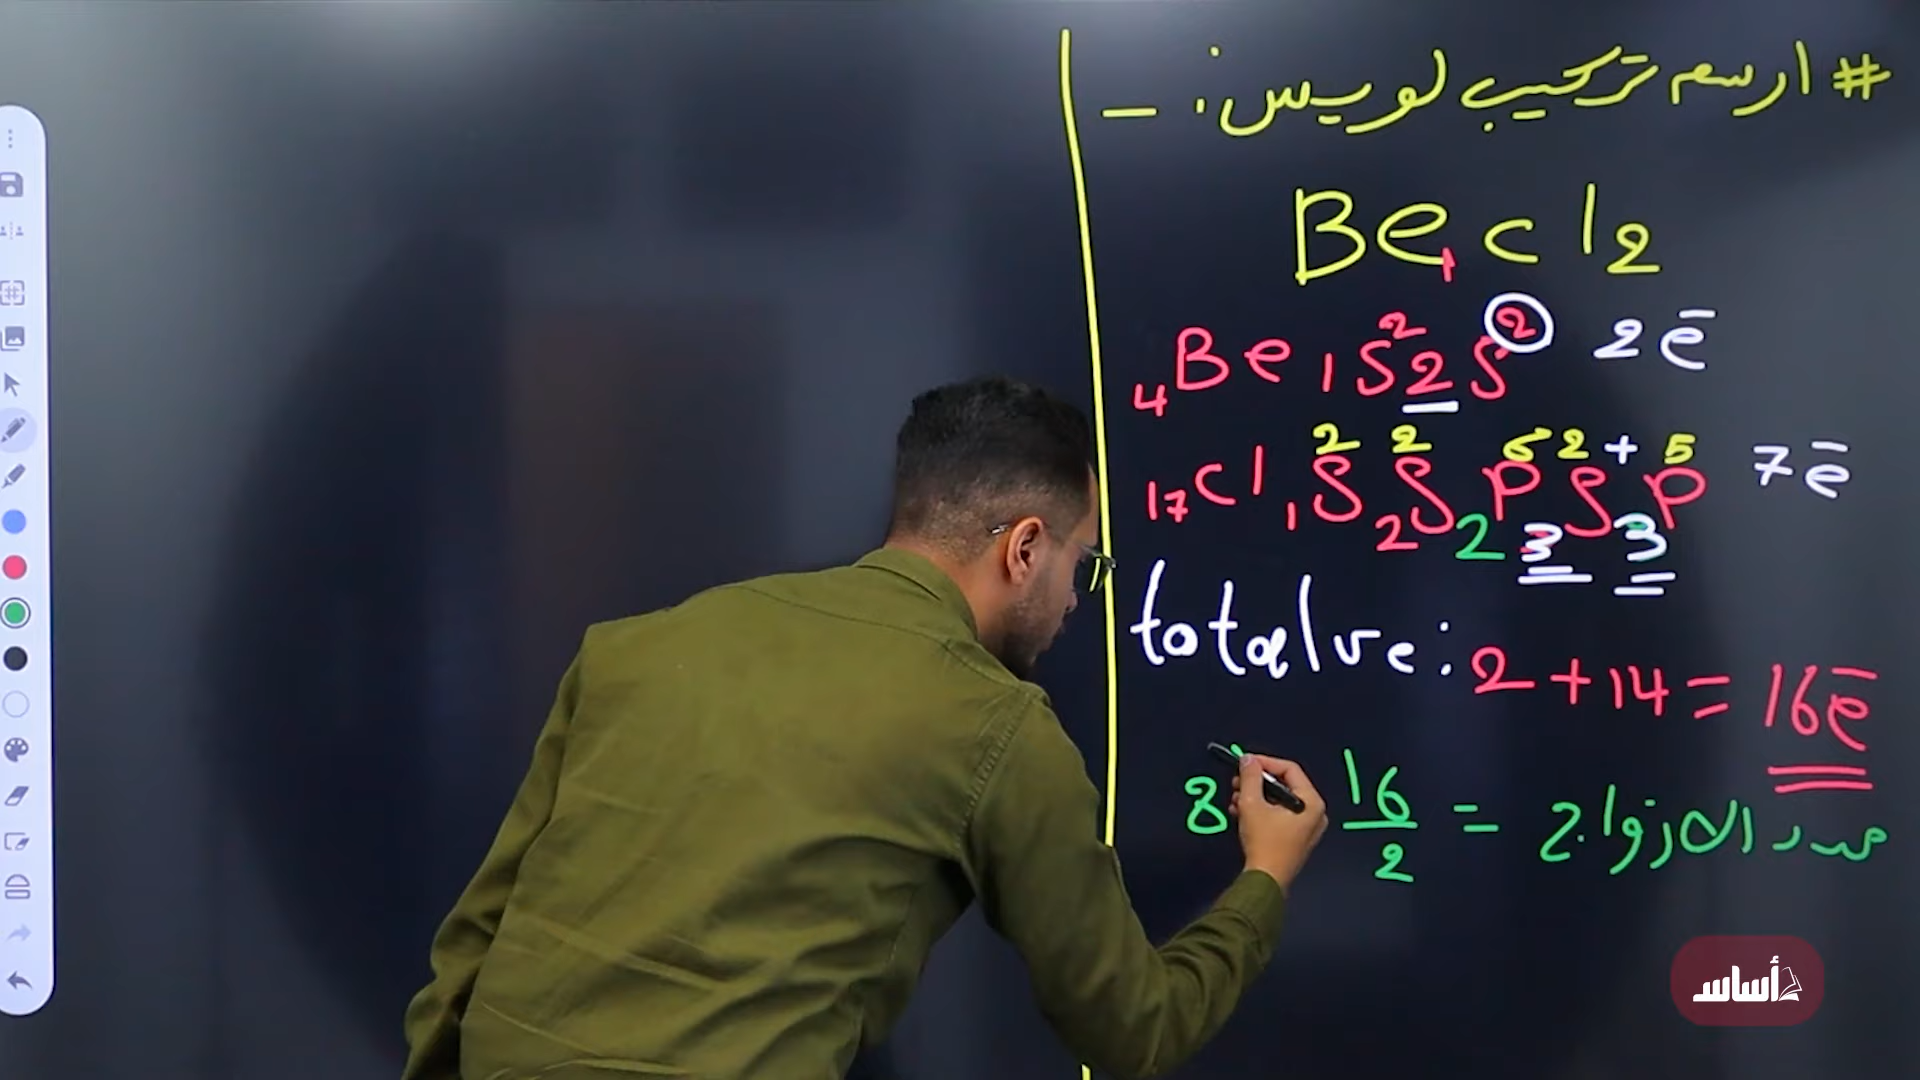 # ارسم تركيب لويس: -
BeCl2
4Be 1S² 2S² 2e⁻
17Cl 1S² 2S² 2P⁶ 3S² + 3P⁵ 7e⁻
total ve: 2 + 14 = 16e⁻
عدد الازواج = 16/2 8
أساس